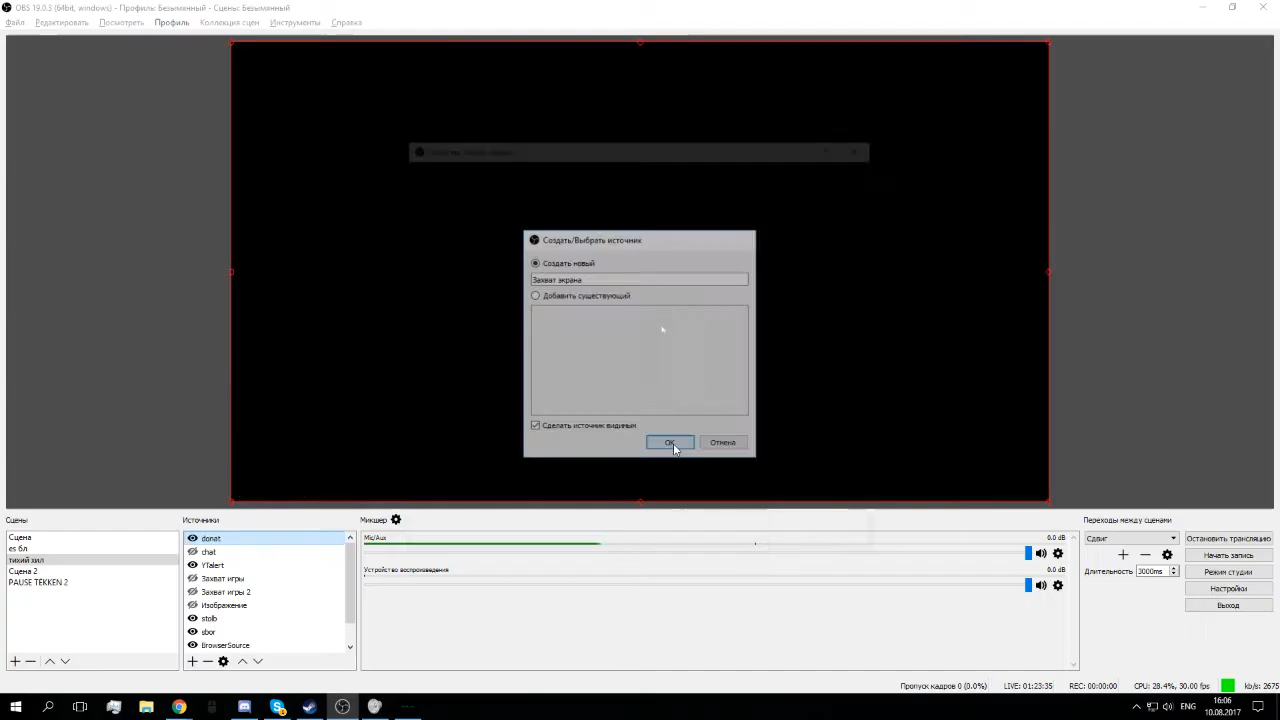 OBS 19.0.3 (64bit, windows) - Профиль: Безымянный - Сцены: Безымянный
Файл Редактировать Посмотреть Профиль Коллекция сцен Инструменты Справка
Создать/Выбрать источник
Создать новый
Захват экрана
Добавить существующий
Сделать источник видимым
OK Отмена
Сцены
Сцена
es бл
тихий хил
Сцена 2
PAUSE TEKKEN 2
Источники
donat
chat
YTalert
Захват игры
Захват игры 2
Изображение
stolb
sbor
BrowserSource
Микшер
Mic/Aux 0.0 dB
Устройство воспроизведения 0.0 dB
Переходы между сценами
Сдвиг
Длительность 3000ms
Остановить трансляцию
Начать запись
Режим студии
Настройки
Выход
Пропуск кадров 0 (0.0%) LIVE: 01:23:35 REC: 00:00:00 CPU: 28.4%, 30.00 fps kb/s: 2675
ENG
16:06
10.08.2017